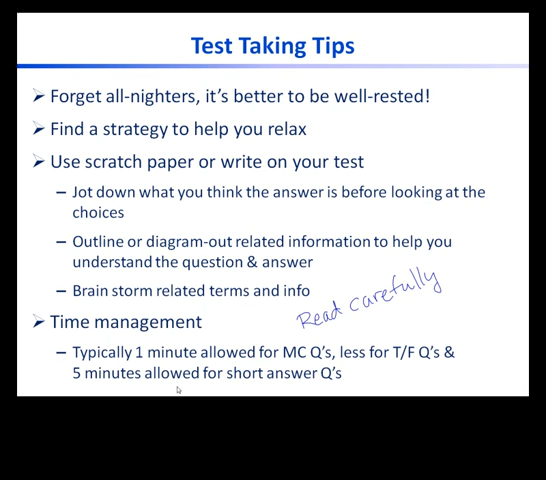 Test Taking Tips
➢ Forget all-nighters, it's better to be well-rested!
➢ Find a strategy to help you relax
➢ Use scratch paper or write on your test
– Jot down what you think the answer is before looking at the
choices
– Outline or diagram-out related information to help you
understand the question & answer
– Brain storm related terms and info
Read carefully
➢ Time management
– Typically 1 minute allowed for MC Q's, less for T/F Q's &
5 minutes allowed for short answer Q's